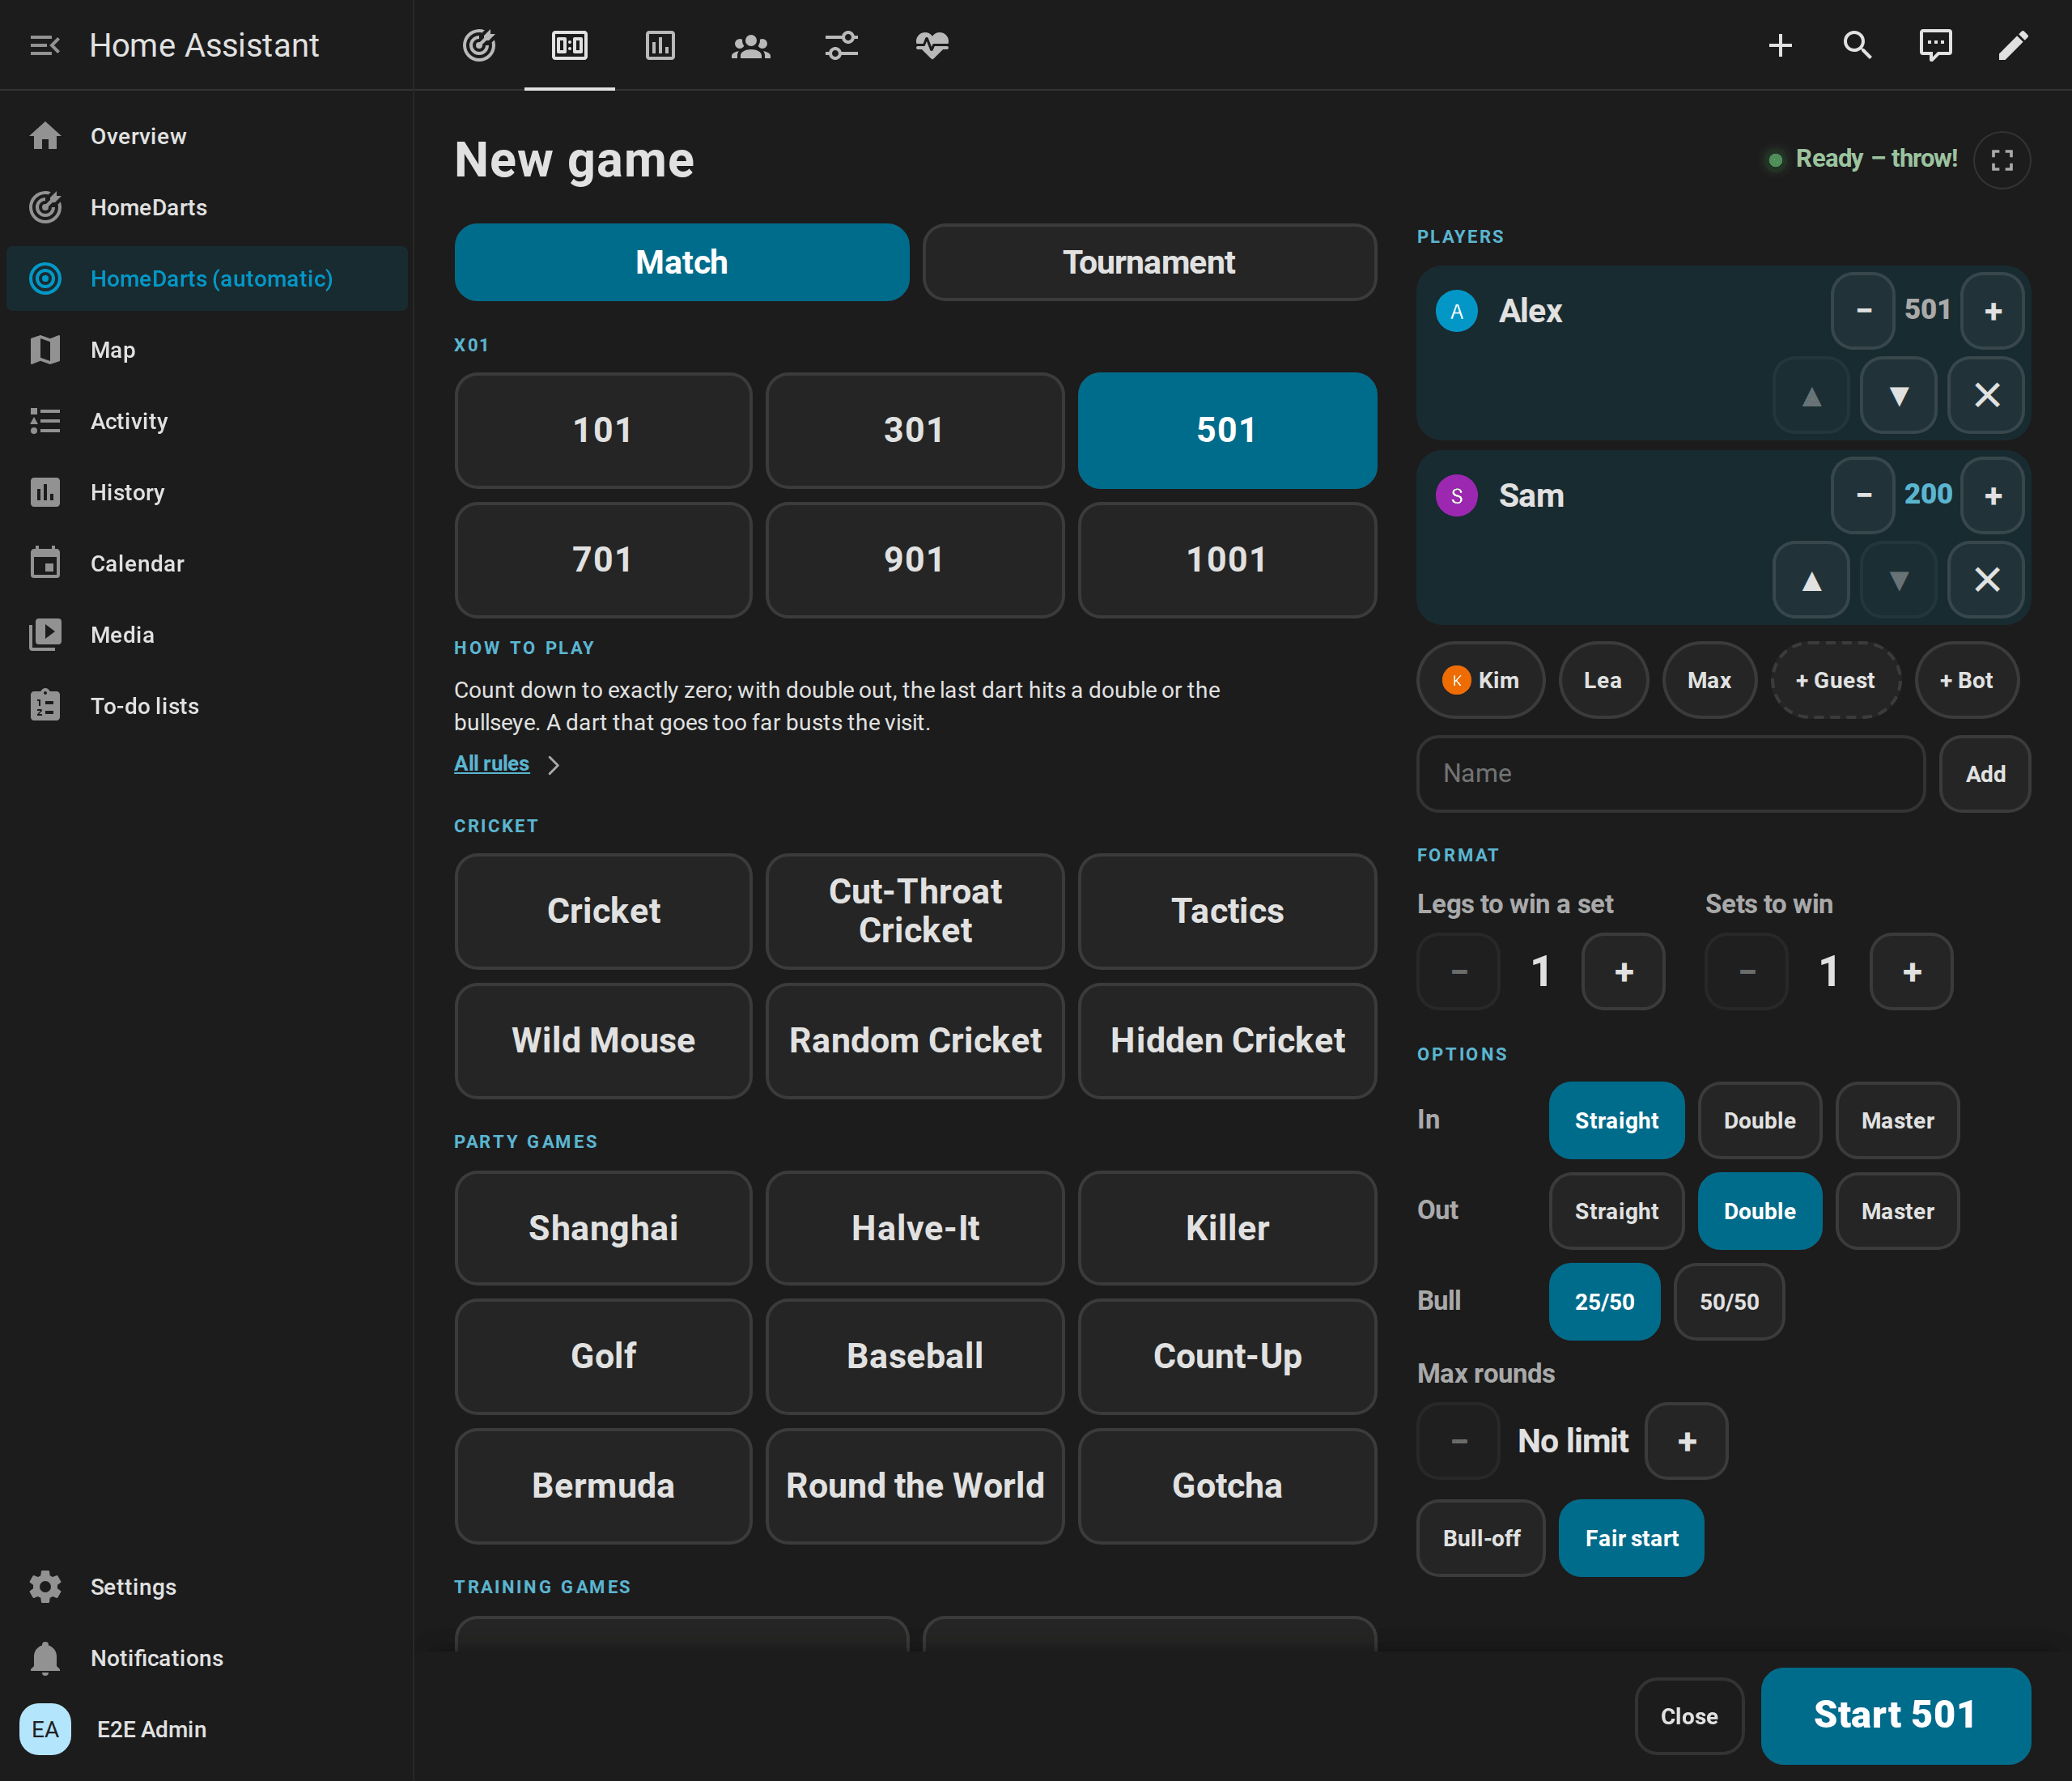 Home Assistant
Overview
HomeDarts
HomeDarts (automatic)
Map
Activity
History
Calendar
Media
To-do lists
Settings
Notifications
EA
E2E Admin
New game
Ready – throw!
Match
Tournament
X01
101
301
501
701
901
1001
HOW TO PLAY
Count down to exactly zero; with double out, the last dart hits a double or the
bullseye. A dart that goes too far busts the visit.
All rules
CRICKET
Cricket
Cut-Throat
Cricket
Tactics
Wild Mouse
Random Cricket
Hidden Cricket
PARTY GAMES
Shanghai
Halve-It
Killer
Golf
Baseball
Count-Up
Bermuda
Round the World
Gotcha
TRAINING GAMES
PLAYERS
A
Alex
−
501
+
▲
▼
✕
S
Sam
−
200
+
▲
▼
✕
K
Kim
Lea
Max
+ Guest
+ Bot
Name
Add
FORMAT
Legs to win a set
Sets to win
−
1
+
−
1
+
OPTIONS
In
Straight
Double
Master
Out
Straight
Double
Master
Bull
25/50
50/50
Max rounds
−
No limit
+
Bull-off
Fair start
Close
Start 501